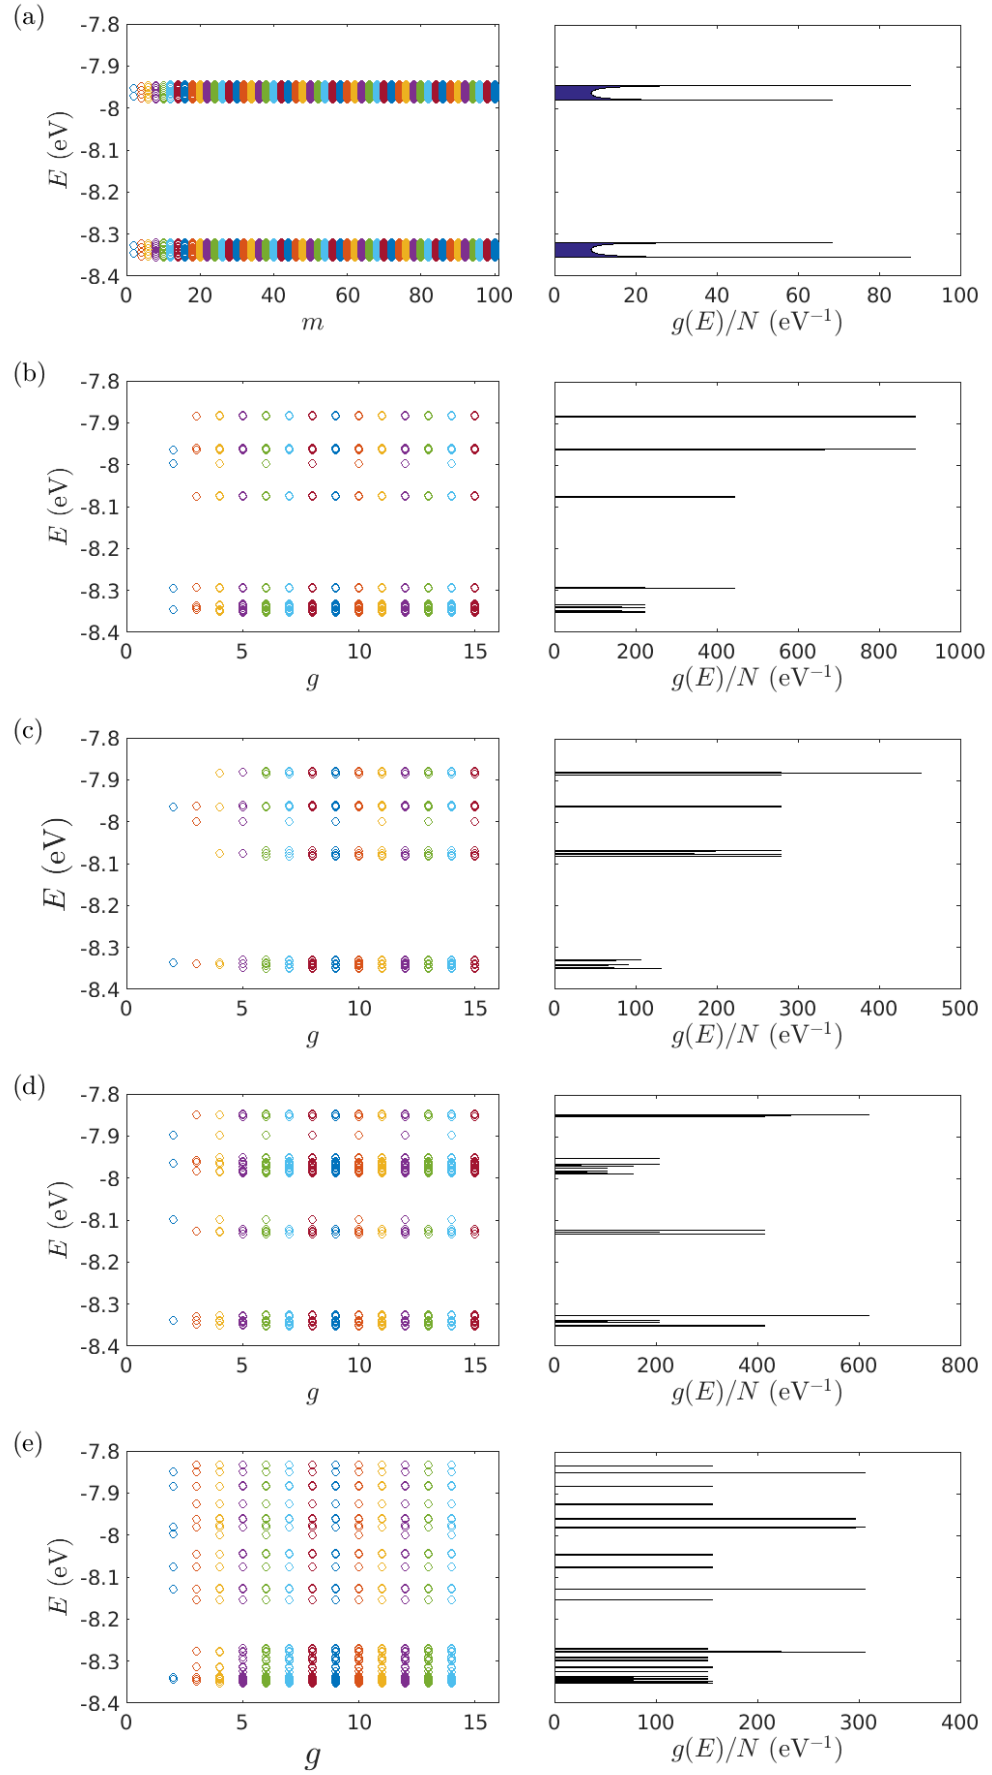 (a)
-7.8
-7.9
-8
-8.1
-8.2
-8.3
-8.4
E (eV)
0 20 40 60 80 100
m
0 20 40 60 80 100
g(E)/N (eV⁻¹)
(b)
-7.8
-7.9
-8
-8.1
-8.2
-8.3
-8.4
E (eV)
0 5 10 15
g
0 200 400 600 800 1000
g(E)/N (eV⁻¹)
(c)
-7.8
-7.9
-8
-8.1
-8.2
-8.3
-8.4
E (eV)
0 5 10 15
g
0 100 200 300 400 500
g(E)/N (eV⁻¹)
(d)
-7.8
-7.9
-8
-8.1
-8.2
-8.3
-8.4
E (eV)
0 5 10 15
g
0 200 400 600 800
g(E)/N (eV⁻¹)
(e)
-7.8
-7.9
-8
-8.1
-8.2
-8.3
-8.4
E (eV)
0 5 10 15
g
0 100 200 300 400
g(E)/N (eV⁻¹)